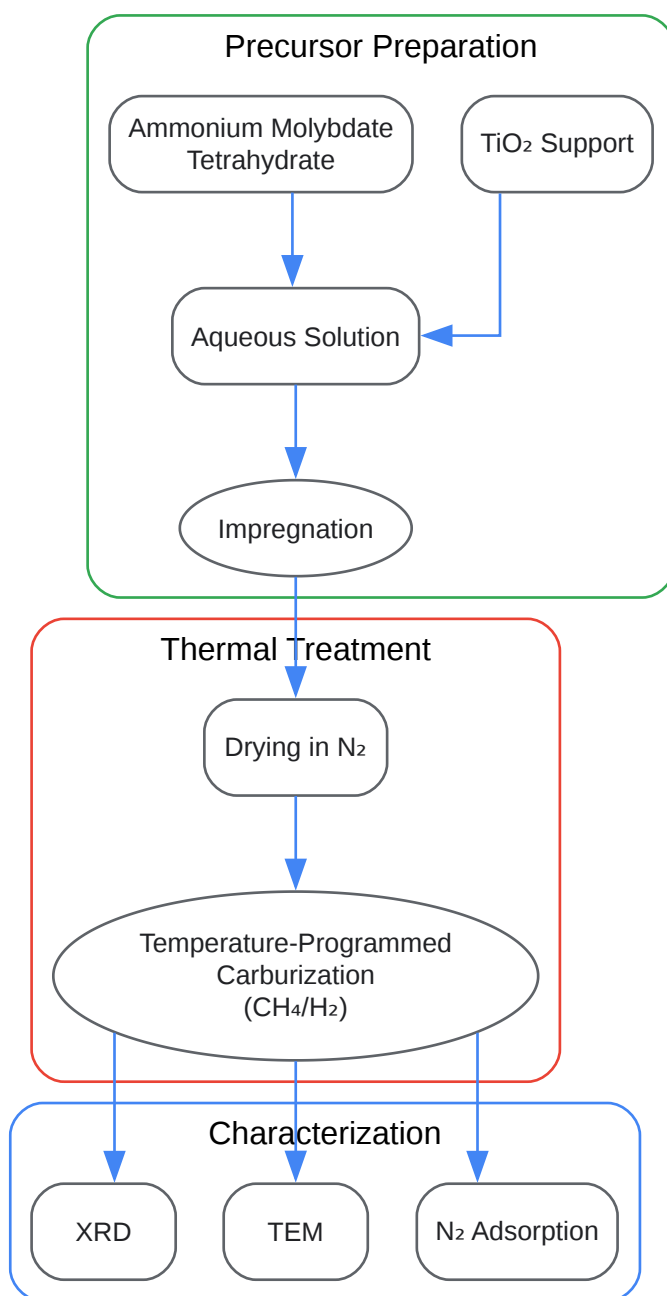 Precursor Preparation
Ammonium Molybdate
Tetrahydrate
TiO₂ Support
Aqueous Solution
Impregnation
Thermal Treatment
Drying in N₂
Temperature-Programmed
Carburization
(CH₄/H₂)
Characterization
XRD
TEM
N₂ Adsorption